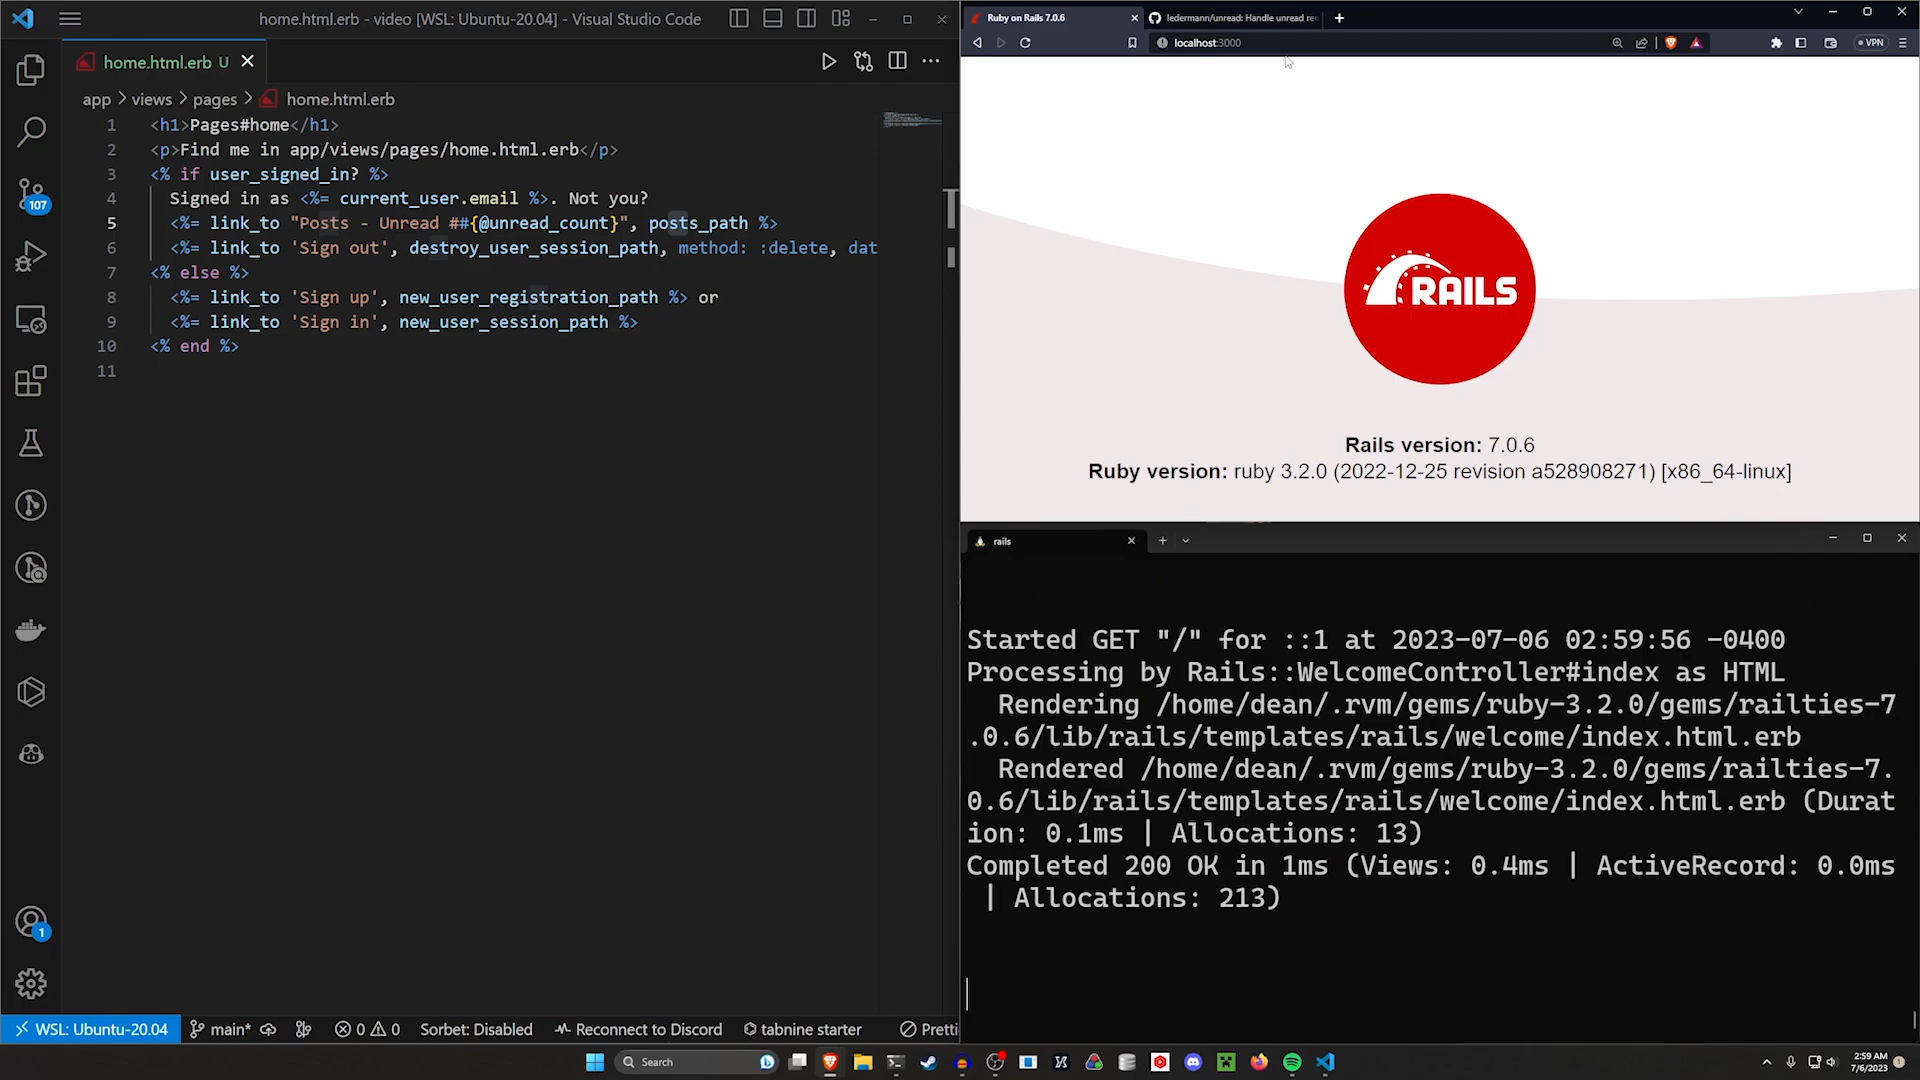 home.html.erb - video [WSL: Ubuntu-20.04] - Visual Studio Code
home.html.erb U
app > views > pages > home.html.erb
1 <h1>Pages#home</h1>
2 <p>Find me in app/views/pages/home.html.erb</p>
3 <% if user_signed_in? %>
4 Signed in as <%= current_user.email %>. Not you?
5 <%= link_to "Posts - Unread ##{@unread_count}", posts_path %>
6 <%= link_to 'Sign out', destroy_user_session_path, method: :delete, dat
7 <% else %>
8 <%= link_to 'Sign up', new_user_registration_path %> or
9 <%= link_to 'Sign in', new_user_session_path %>
10 <% end %>
11
107
1
WSL: Ubuntu-20.04 main* 0 0 Sorbet: Disabled Reconnect to Discord tabnine starter Pretti
Ruby on Rails 7.0.6
ledermann/unread: Handle unread rec
localhost:3000
VPN
RAILS
Rails version: 7.0.6
Ruby version: ruby 3.2.0 (2022-12-25 revision a528908271) [x86_64-linux]
rails
Started GET "/" for ::1 at 2023-07-06 02:59:56 -0400
Processing by Rails::WelcomeController#index as HTML
Rendering /home/dean/.rvm/gems/ruby-3.2.0/gems/railties-7
.0.6/lib/rails/templates/rails/welcome/index.html.erb
Rendered /home/dean/.rvm/gems/ruby-3.2.0/gems/railties-7.
0.6/lib/rails/templates/rails/welcome/index.html.erb (Durat
ion: 0.1ms | Allocations: 13)
Completed 200 OK in 1ms (Views: 0.4ms | ActiveRecord: 0.0ms
| Allocations: 213)
Search
2:59 AM
7/6/2023